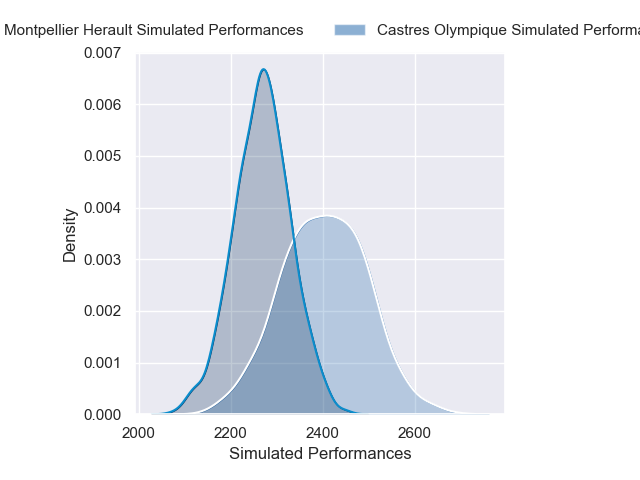 Montpellier Herault Simulated Performances
Castres Olympique Simulated Performa
0.007
0.006
0.005
0.004
0.003
0.002
0.001
0.000
Density
2000 2200 2400 2600
Simulated Performances